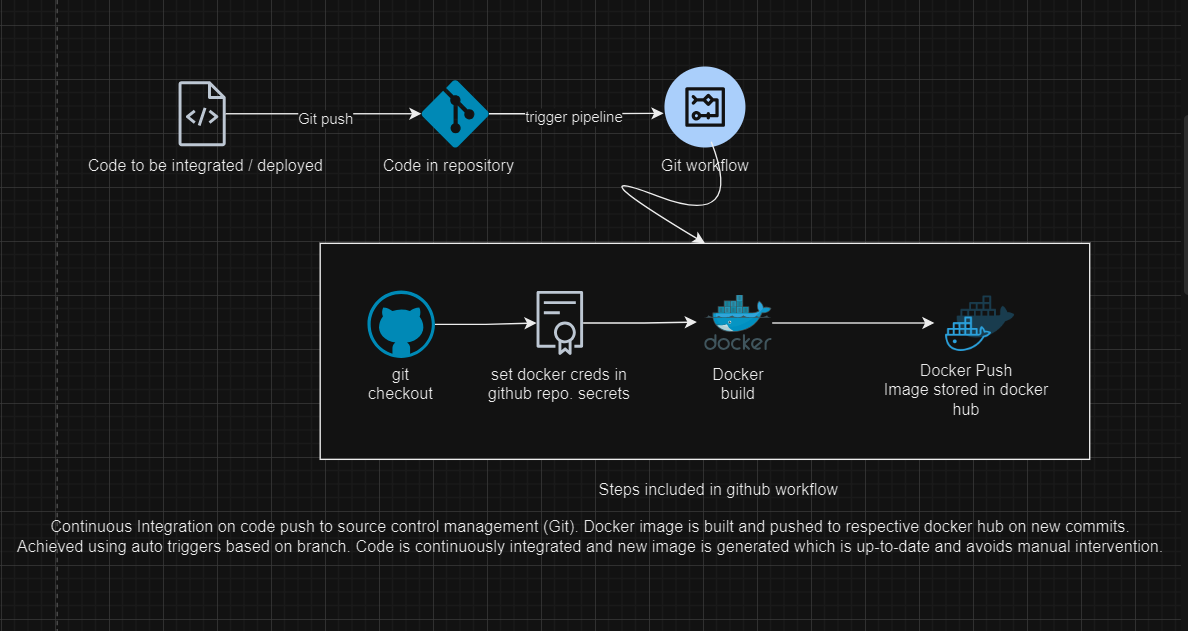 Git push
trigger pipeline
Code to be integrated / deployed
Code in repository
Git workflow
docker
git
checkout
set docker creds in
github repo. secrets
Docker
build
Docker Push
Image stored in docker
hub
Steps included in github workflow
Continuous Integration on code push to source control management (Git). Docker image is built and pushed to respective docker hub on new commits.
Achieved using auto triggers based on branch. Code is continuously integrated and new image is generated which is up-to-date and avoids manual intervention.